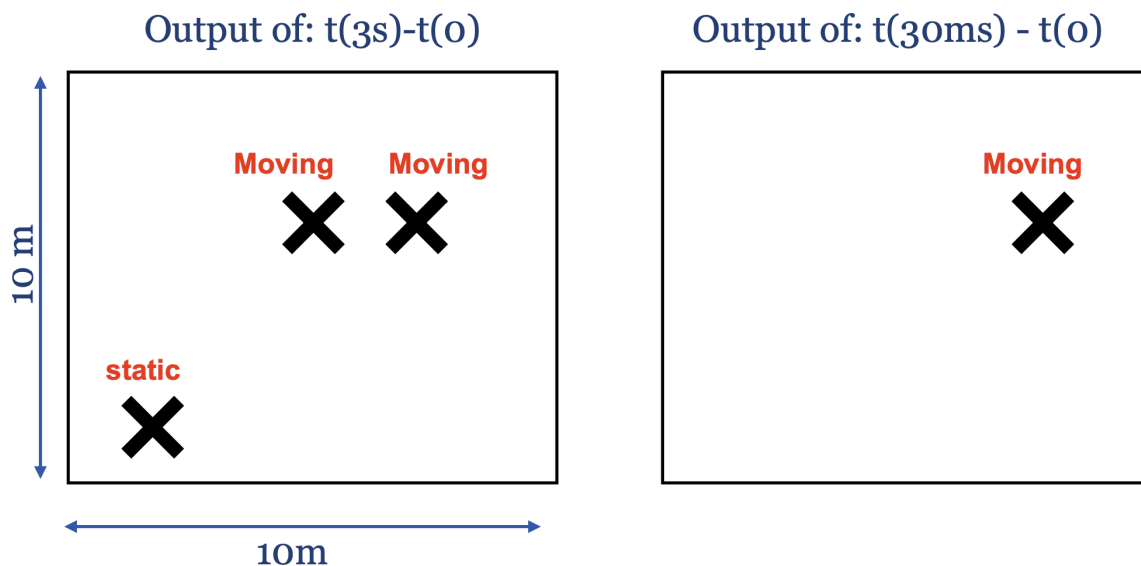 Output of: t(3s)-t(0)
Output of: t(30ms) - t(0)
Moving
Moving
Moving
10 m
static
10m